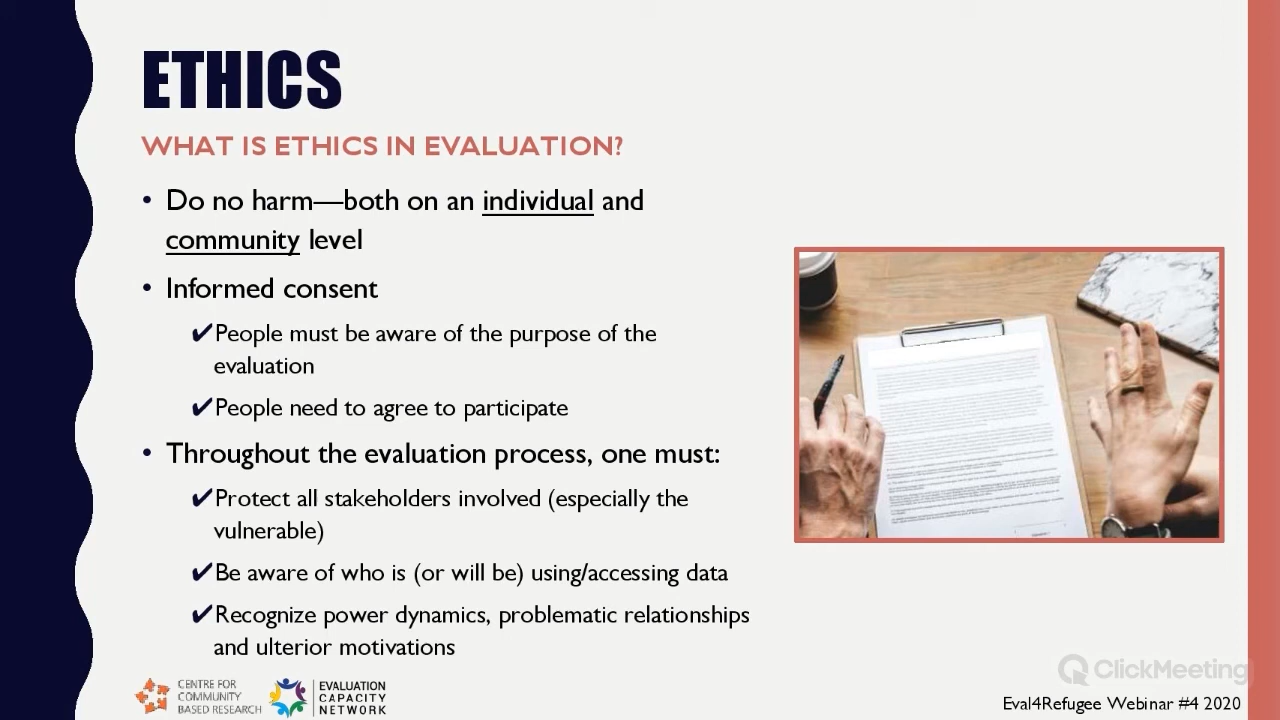 ETHICS
WHAT IS ETHICS IN EVALUATION?
• Do no harm—both on an individual and
community level
• Informed consent
✔People must be aware of the purpose of the
evaluation
✔People need to agree to participate
• Throughout the evaluation process, one must:
✔Protect all stakeholders involved (especially the
vulnerable)
✔Be aware of who is (or will be) using/accessing data
✔Recognize power dynamics, problematic relationships
and ulterior motivations
CENTRE FOR
COMMUNITY
BASED RESEARCH
EVALUATION
CAPACITY
NETWORK
ClickMeeting
Eval4Refugee Webinar #4 2020